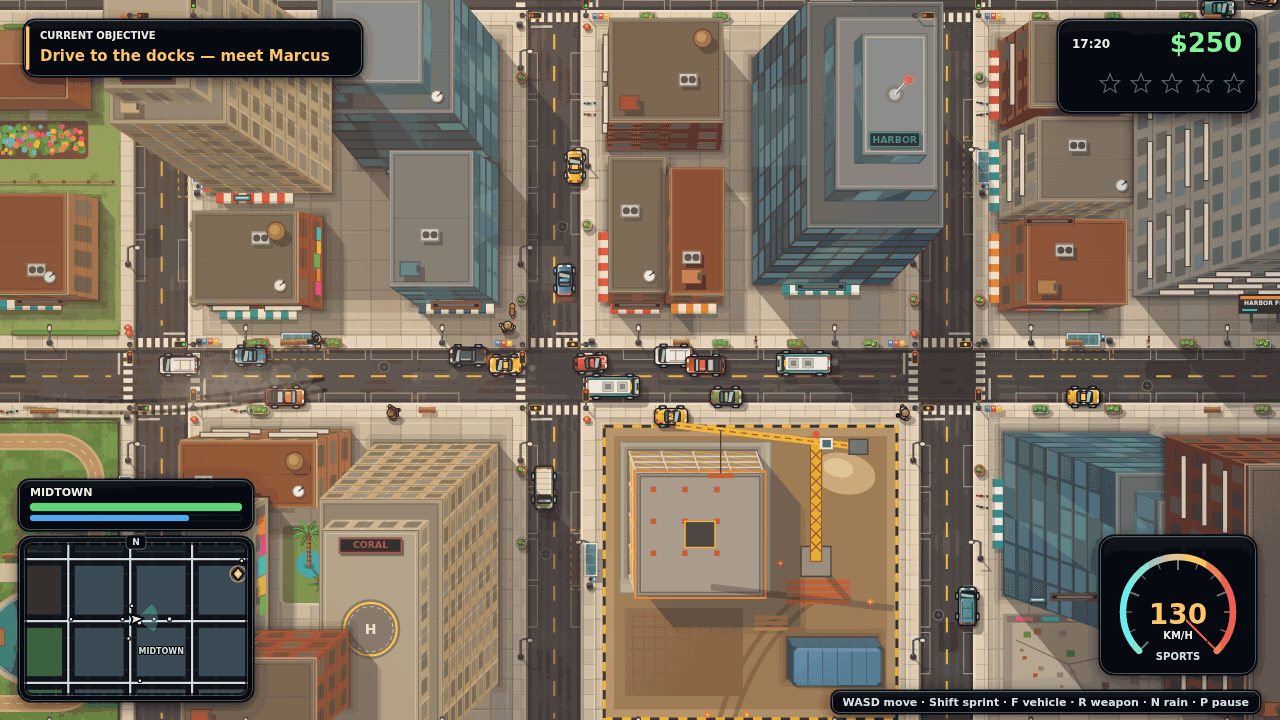 CURRENT OBJECTIVE
Drive to the docks — meet Marcus
17:20
$250
HARBOR
HARBOR F
MIDTOWN
N
MIDTOWN
CORAL
H
130
KM/H
SPORTS
WASD move · Shift sprint · F vehicle · R weapon · N rain · P pause